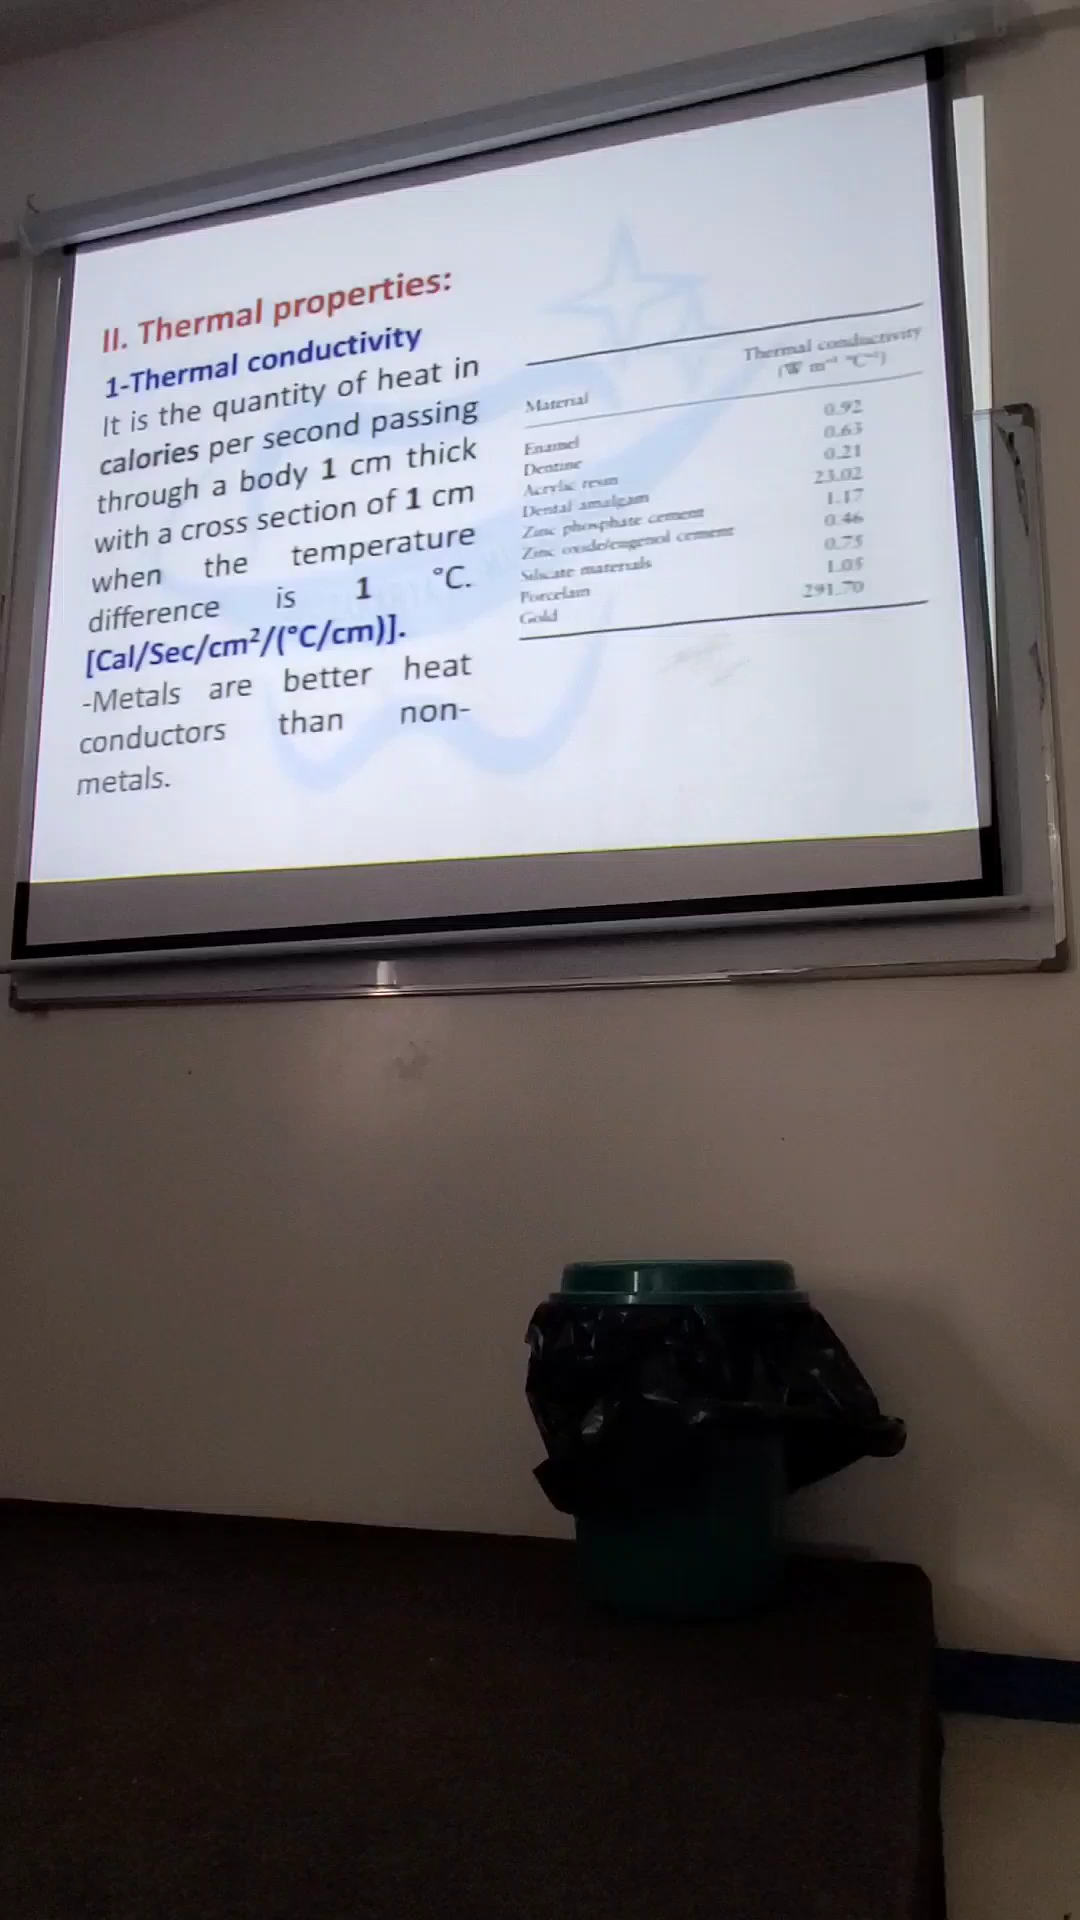 II. Thermal properties:
1-Thermal conductivity
It is the quantity of heat in
calories per second passing
through a body 1 cm thick
with a cross section of 1 cm
when the temperature
difference is 1 °C.
[Cal/Sec/cm²/(°C/cm)].
-Metals are better heat
conductors than non-
metals.
Material Thermal conductivity
(W m⁻¹ °C⁻¹)
Enamel 0.92
Dentine 0.63
Acrylic resin 0.21
Dental amalgam 23.02
Zinc phosphate cement 1.17
Zinc oxide/eugenol cement 0.46
Silicate materials 0.75
Porcelain 1.05
Gold 291.70